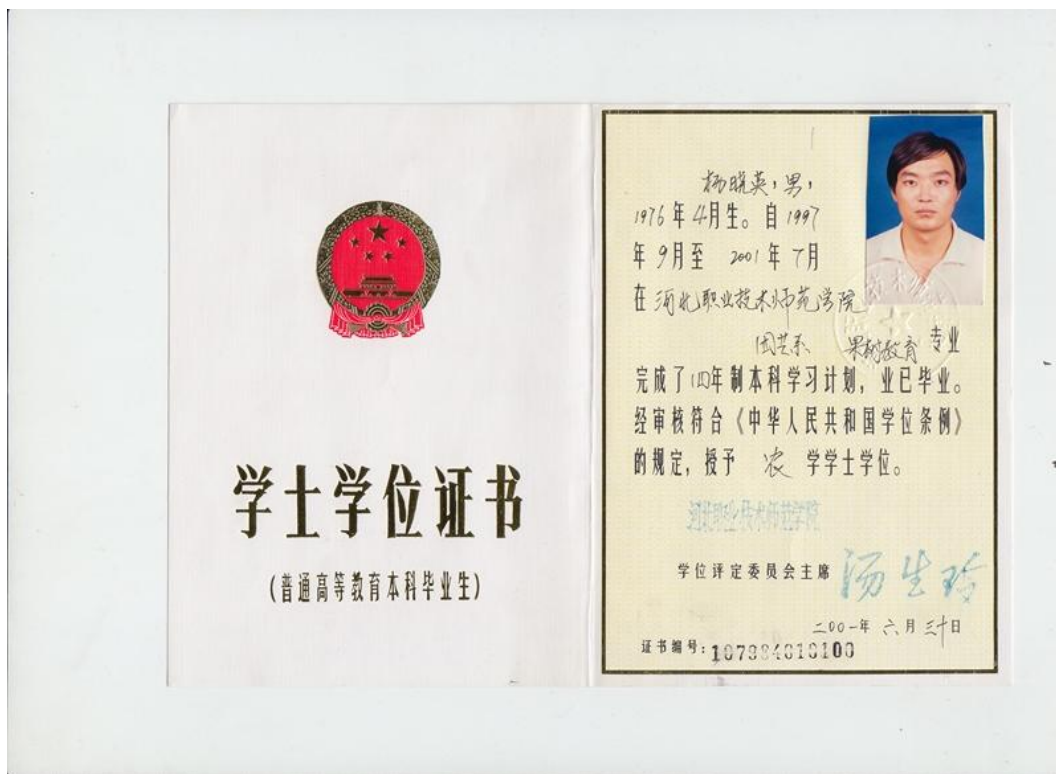 学士学位证书
(普通高等教育本科毕业生)
杨晓英，男，
1976年4月生。自1997
年9月至 2001年7月
在河北职业技术师范学院
园艺系 果树教育专业
完成了四年制本科学习计划，业已毕业。
经审核符合《中华人民共和国学位条例》
的规定，授予 农 学学士学位。
河北职业技术师范学院
学位评定委员会主席 汤生玲
二00一年 六月三十日
证书编号：